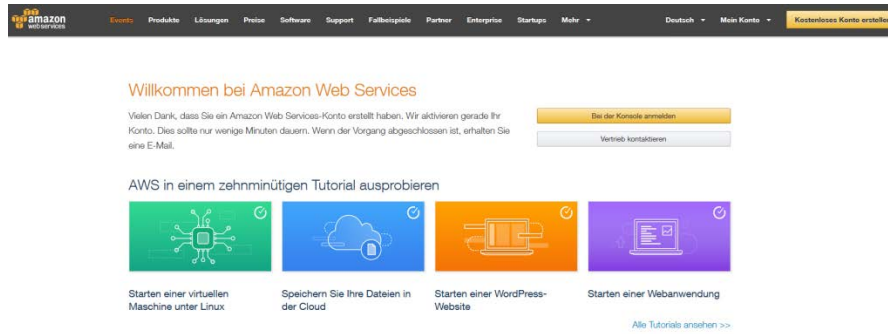 amazon
web services
Events Produkte Lösungen Preise Software Support Fallbeispiele Partner Enterprise Startups Mehr Deutsch Mein Konto Kostenloses Konto erstellen
Willkommen bei Amazon Web Services
Vielen Dank, dass Sie ein Amazon Web Services-Konto erstellt haben. Wir aktivieren gerade Ihr
Konto. Dies sollte nur wenige Minuten dauern. Wenn der Vorgang abgeschlossen ist, erhalten Sie
eine E-Mail.
Bei der Konsole anmelden
Vertrieb kontaktieren
AWS in einem zehnminütigen Tutorial ausprobieren
Starten einer virtuellen
Maschine unter Linux
Speichern Sie Ihre Dateien in
der Cloud
Starten einer WordPress-
Website
Starten einer Webanwendung
Alle Tutorials ansehen >>